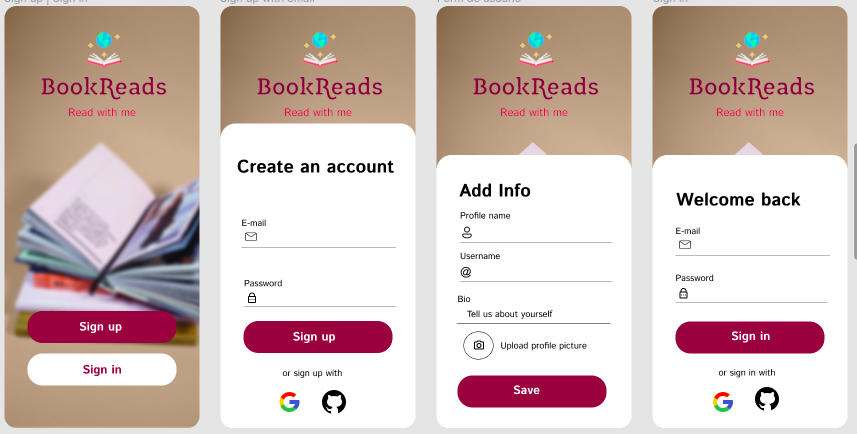 Sign up | Sign in
BookReads
Read with me
Sign up
Sign in
Sign up with email
BookReads
Read with me
Create an account
E-mail
Password
Sign up
or sign up with
BookReads
Read with me
Add Info
Profile name
Username
@
Bio
Tell us about yourself
Upload profile picture
Save
Sign in
BookReads
Read with me
Welcome back
E-mail
Password
Sign in
or sign in with